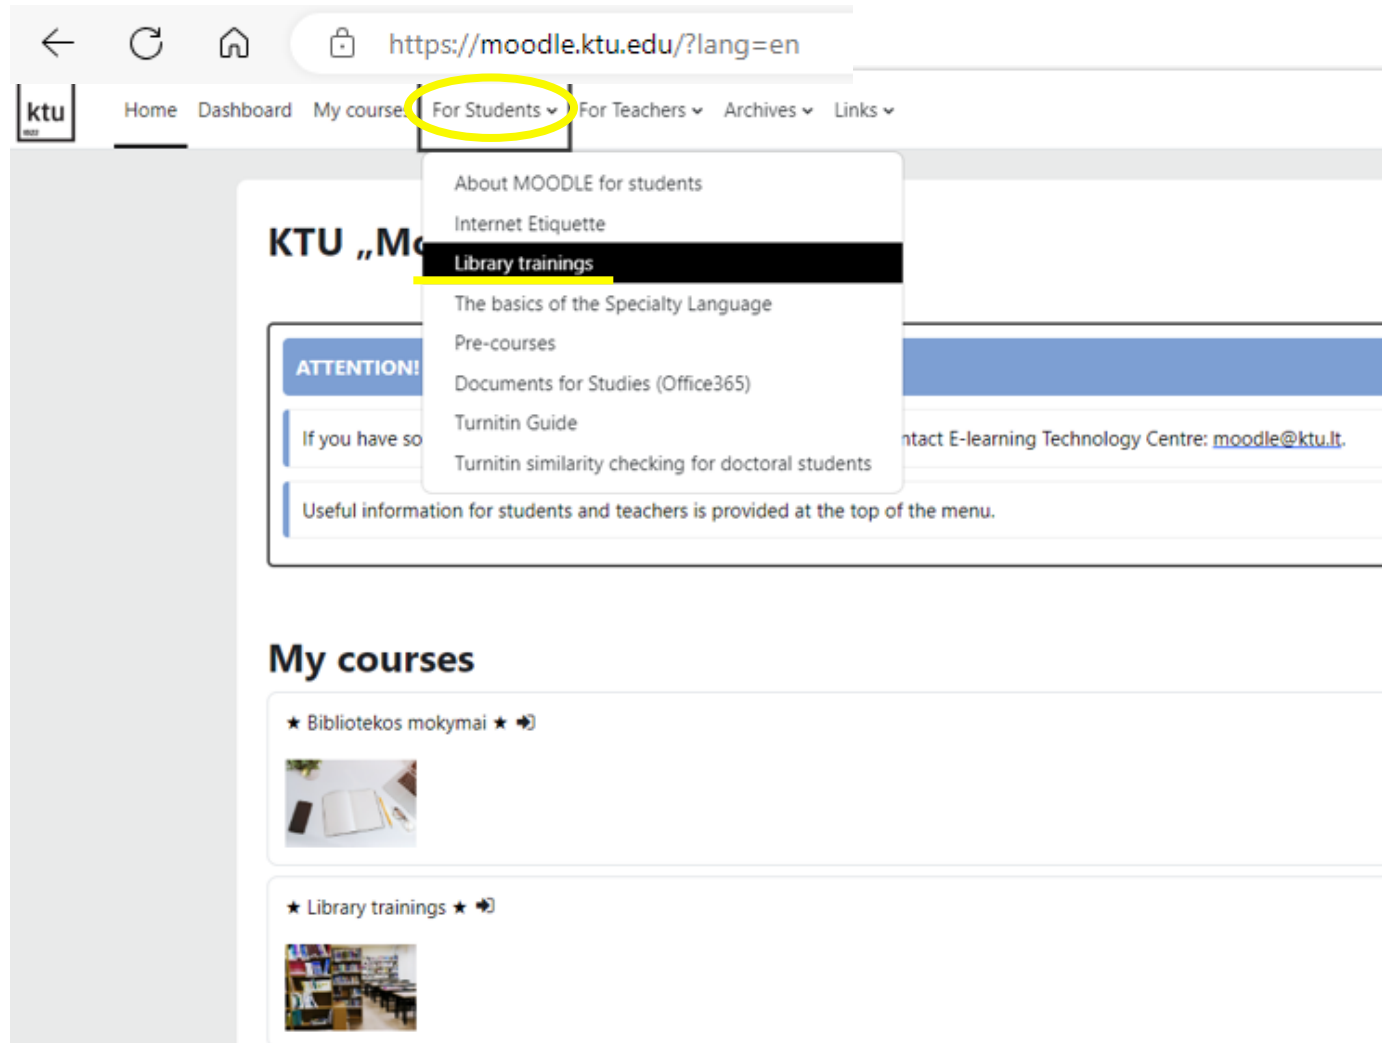 https://moodle.ktu.edu/?lang=en
ktu
1922
Home Dashboard My courses For Students For Teachers Archives Links
About MOODLE for students
Internet Etiquette
KTU „Mo
Library trainings
The basics of the Specialty Language
Pre-courses
ATTENTION!
Documents for Studies (Office365)
Turnitin Guide
If you have so ntact E-learning Technology Centre: moodle@ktu.lt.
Turnitin similarity checking for doctoral students
Useful information for students and teachers is provided at the top of the menu.
My courses
★ Bibliotekos mokymai ★
★ Library trainings ★